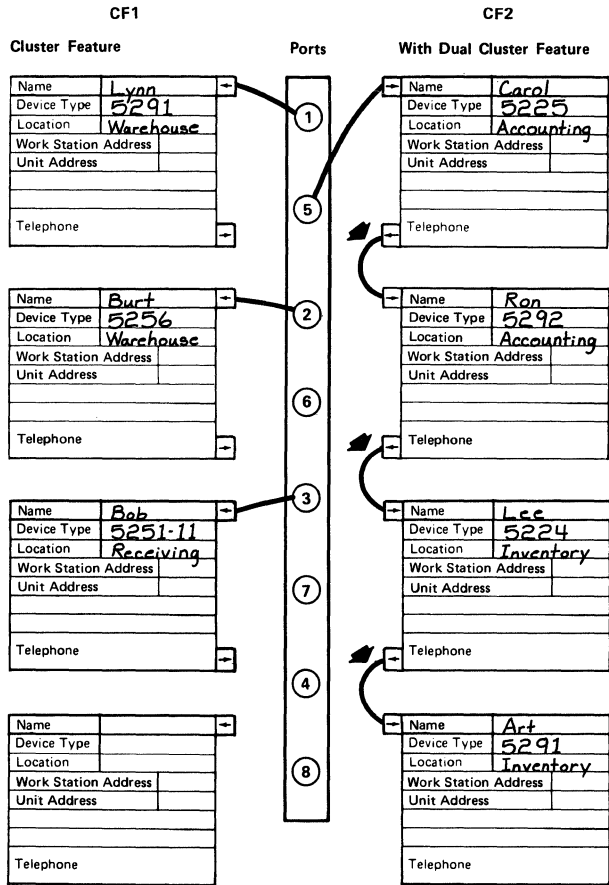 CF1
Cluster Feature
Name Lynn
Device Type 5291
Location Warehouse
Work Station Address
Unit Address
Telephone
Name Burt
Device Type 5256
Location Warehouse
Work Station Address
Unit Address
Telephone
Name Bob
Device Type 5251-11
Location Receiving
Work Station Address
Unit Address
Telephone
Name
Device Type
Location
Work Station Address
Unit Address
Telephone
Ports
1
5
2
6
3
7
4
8
CF2
With Dual Cluster Feature
Name Carol
Device Type 5225
Location Accounting
Work Station Address
Unit Address
Telephone
Name Ron
Device Type 5292
Location Accounting
Work Station Address
Unit Address
Telephone
Name Lee
Device Type 5224
Location Inventory
Work Station Address
Unit Address
Telephone
Name Art
Device Type 5291
Location Inventory
Work Station Address
Unit Address
Telephone